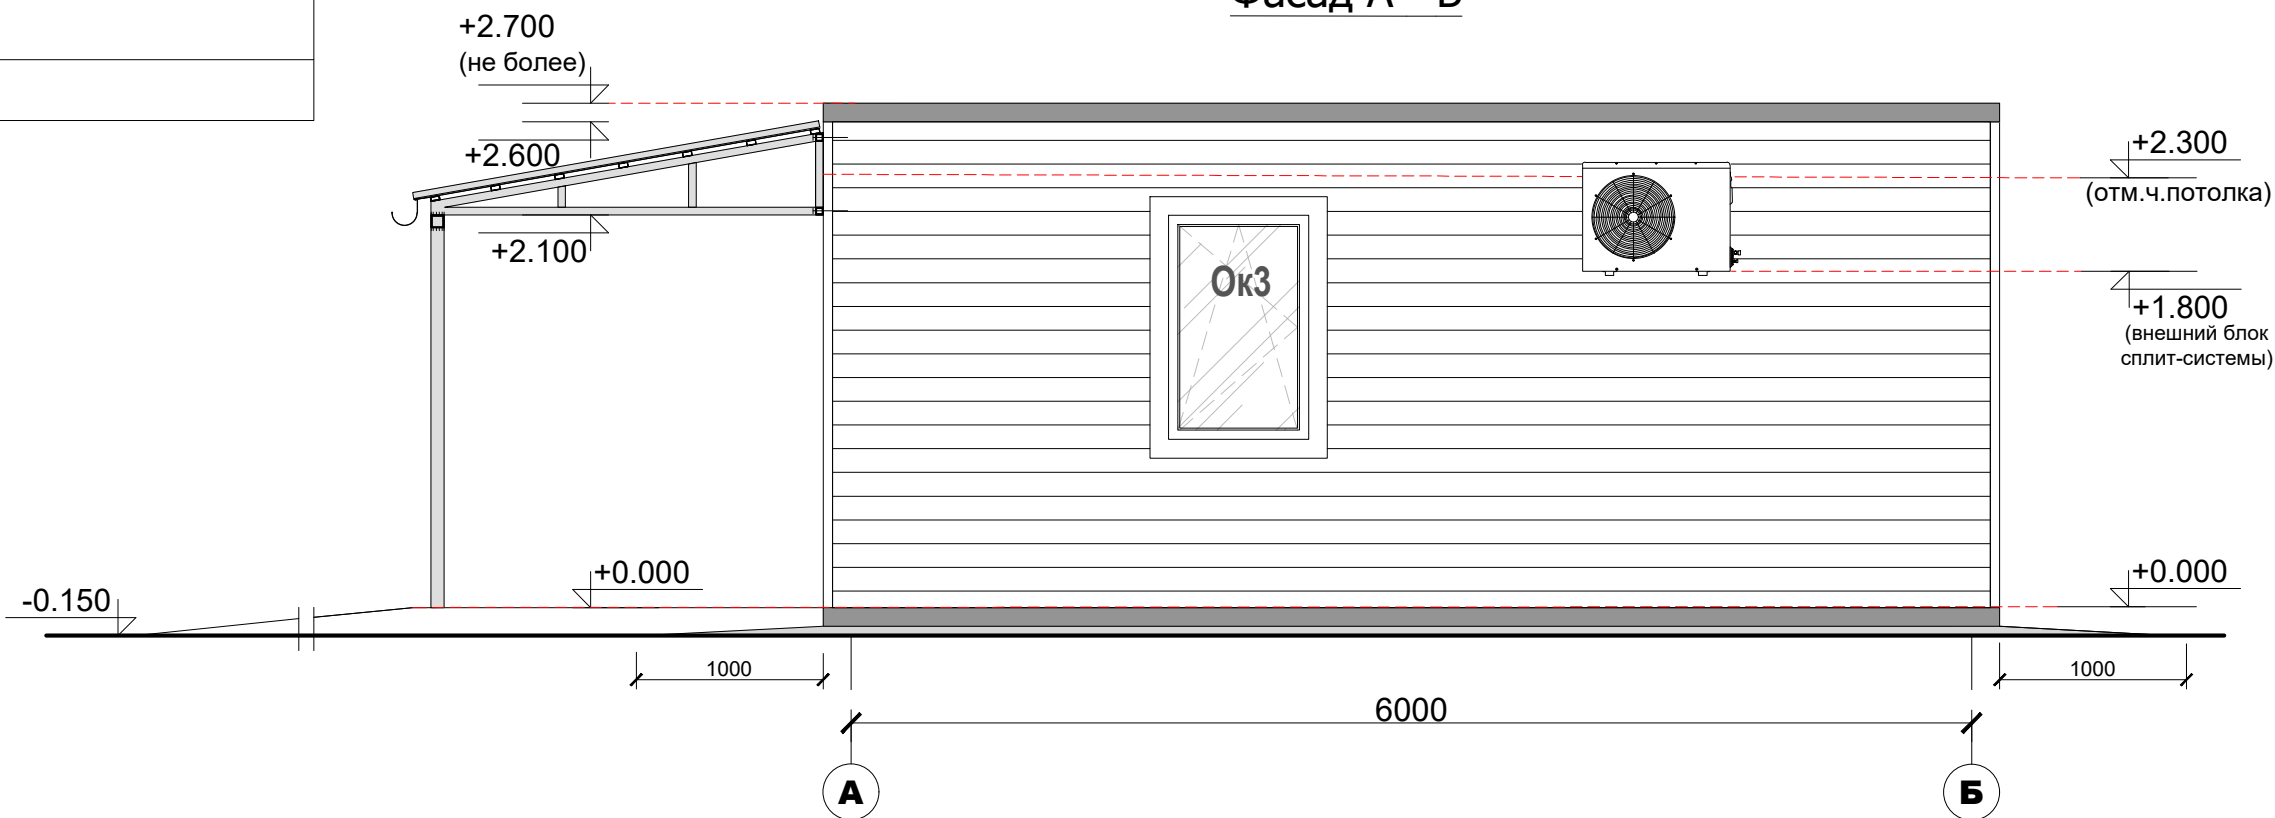 Фасад А - Б
+2.700
(не более)
+2.600
+2.100
+2.300
(отм.ч.потолка)
Ок3
+1.800
(внешний блок
сплит-системы)
-0.150
+0.000
+0.000
1000
1000
6000
А
Б